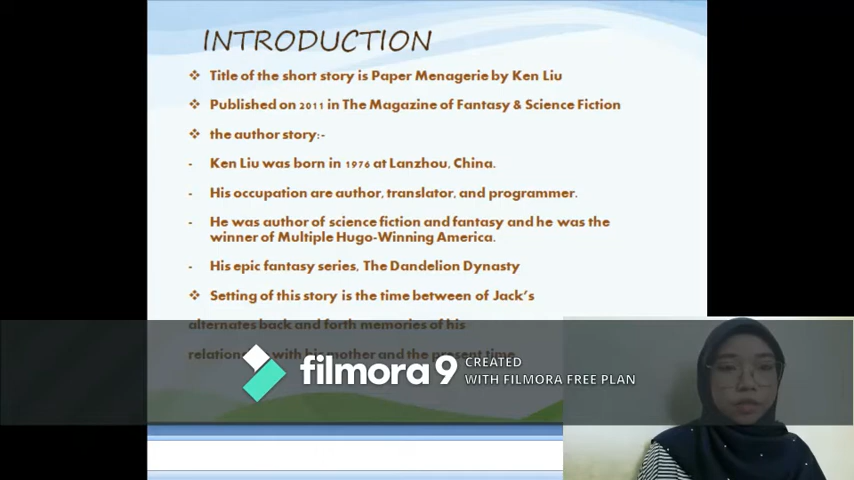 INTRODUCTION
❖ Title of the short story is Paper Menagerie by Ken Liu
❖ Published on 2011 in The Magazine of Fantasy & Science Fiction
❖ the author story:-
- Ken Liu was born in 1976 at Lanzhou, China.
- His occupation are author, translator, and programmer.
- He was author of science fiction and fantasy and he was the
winner of Multiple Hugo-Winning America.
- His epic fantasy series, The Dandelion Dynasty
❖ Setting of this story is the time between of Jack's
alternates back and forth memories of his
relationship with his mother and the present time
filmora9
CREATED
WITH FILMORA FREE PLAN